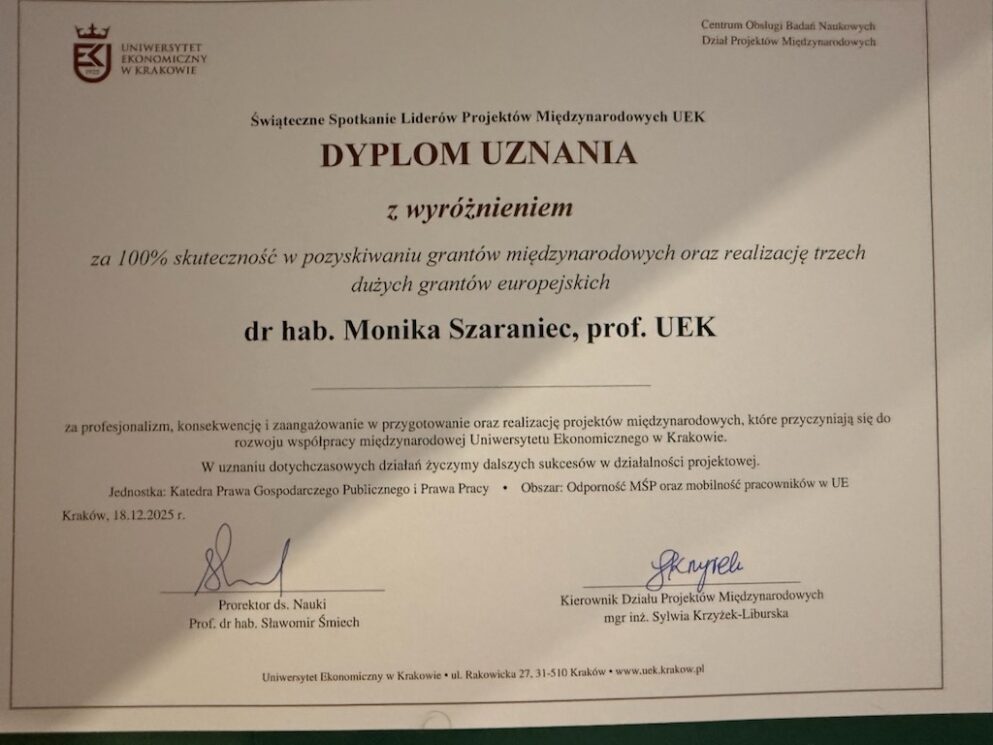 UNIWERSYTET
EKONOMICZNY
W KRAKOWIE
1925
Centrum Obsługi Badań Naukowych
Dział Projektów Międzynarodowych
Świąteczne Spotkanie Liderów Projektów Międzynarodowych UEK
DYPLOM UZNANIA
z wyróżnieniem
za 100% skuteczność w pozyskiwaniu grantów międzynarodowych oraz realizację trzech
dużych grantów europejskich
dr hab. Monika Szaraniec, prof. UEK
za profesjonalizm, konsekwencję i zaangażowanie w przygotowanie oraz realizację projektów międzynarodowych, które przyczyniają się do
rozwoju współpracy międzynarodowej Uniwersytetu Ekonomicznego w Krakowie.
W uznaniu dotychczasowych działań życzymy dalszych sukcesów w działalności projektowej.
Jednostka: Katedra Prawa Gospodarczego Publicznego i Prawa Pracy • Obszar: Odporność MŚP oraz mobilność pracowników w UE
Kraków, 18.12.2025 r.
Prorektor ds. Nauki
Prof. dr hab. Sławomir Śmiech
Kierownik Działu Projektów Międzynarodowych
mgr inż. Sylwia Krzyżek-Liburska
Uniwersytet Ekonomiczny w Krakowie • ul. Rakowicka 27, 31-510 Kraków • www.uek.krakow.pl